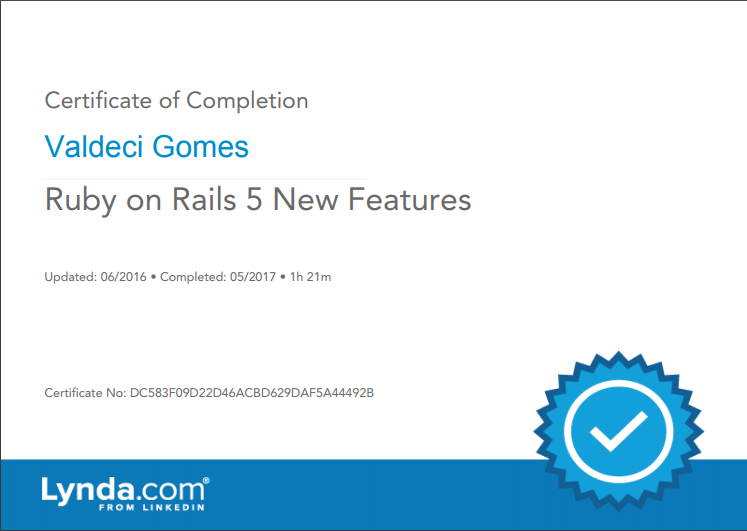 Certificate of Completion
Valdeci Gomes
Ruby on Rails 5 New Features
Updated: 06/2016 • Completed: 05/2017 • 1h 21m
Certificate No: DC583F09D22D46ACBD629DAF5A44492B
Lynda.com®
FROM LINKEDIN